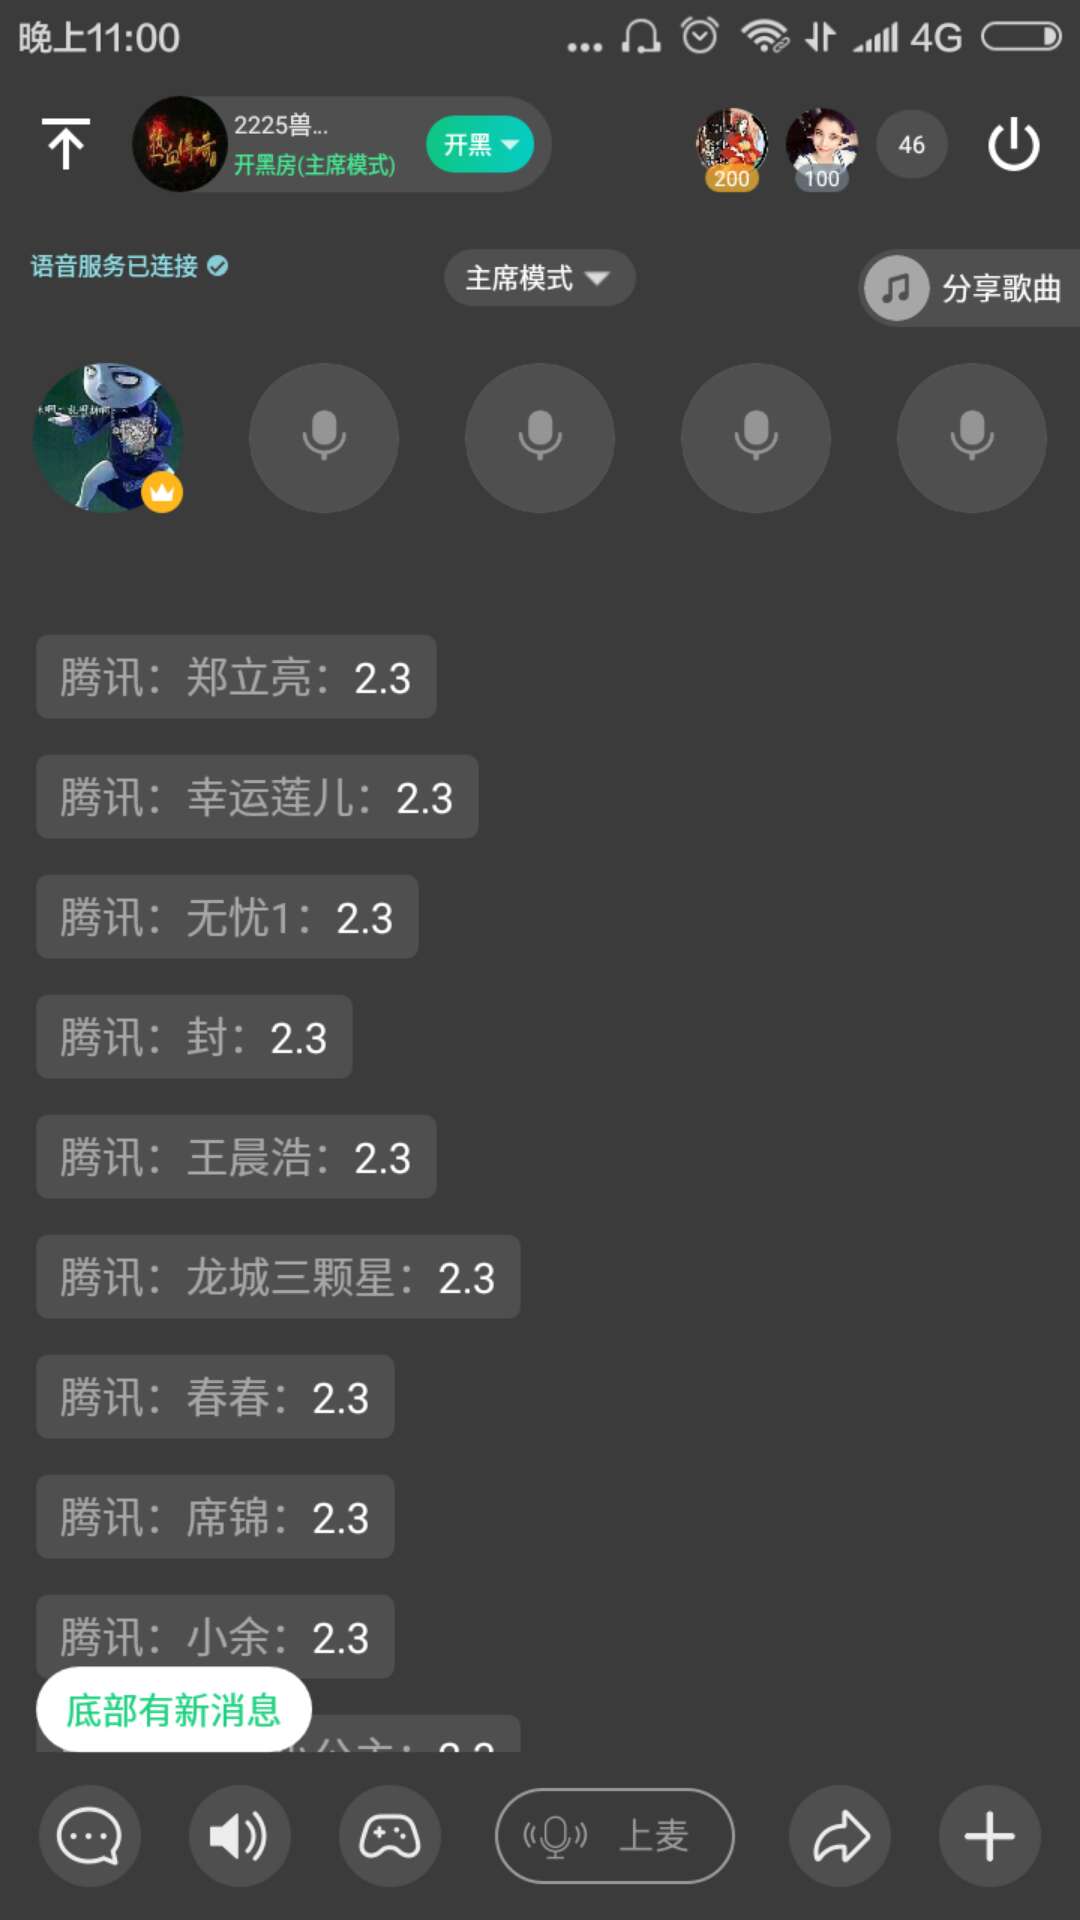 晚上11:00
... 4G
2225兽...
开黑房(主席模式)
开黑
200
100
46
语音服务已连接
主席模式
分享歌曲
腾讯：郑立亮：2.3
腾讯：幸运莲儿：2.3
腾讯：无忧1：2.3
腾讯：封：2.3
腾讯：王晨浩：2.3
腾讯：龙城三颗星：2.3
腾讯：春春：2.3
腾讯：席锦：2.3
腾讯：小余：2.3
底部有新消息
公主：2.3
上麦